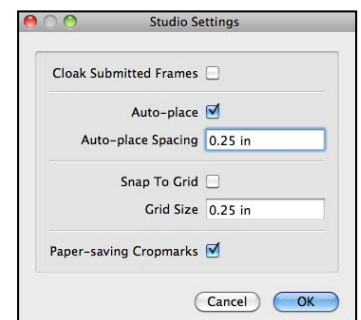 Studio Settings
Cloak Submitted Frames
Auto-place
Auto-place Spacing 0.25 in
Snap To Grid
Grid Size 0.25 in
Paper-saving Cropmarks
Cancel OK